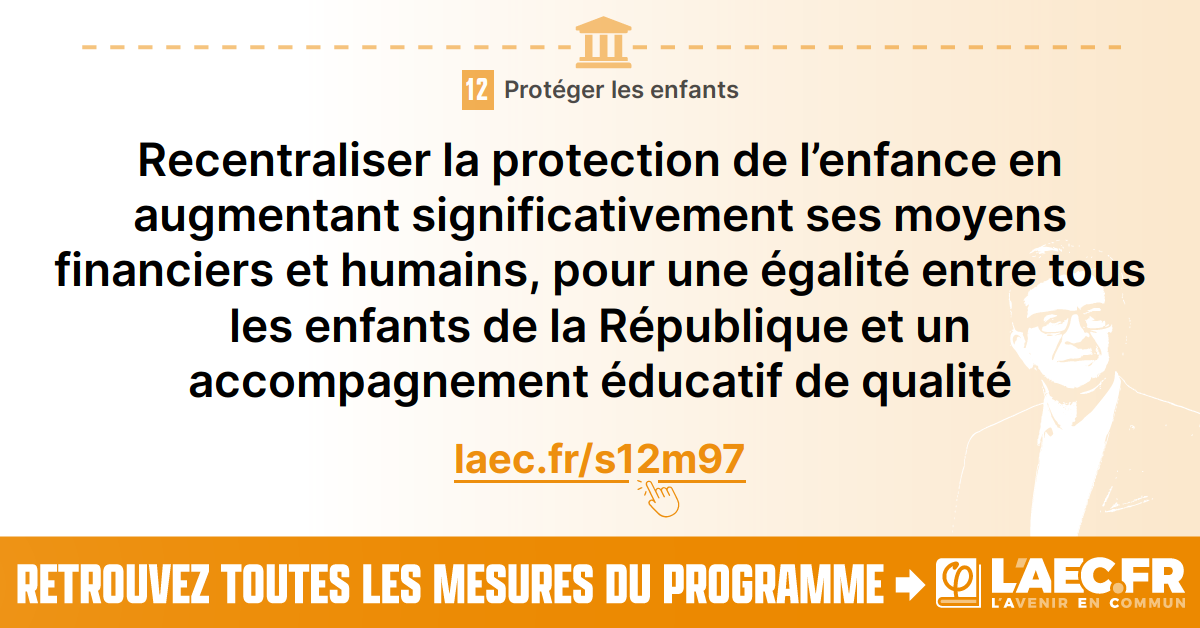 12 Protéger les enfants
Recentraliser la protection de l’enfance en
augmentant significativement ses moyens
financiers et humains, pour une égalité entre tous
les enfants de la République et un
accompagnement éducatif de qualité
laec.fr/s12m97
RETROUVEZ TOUTES LES MESURES DU PROGRAMME
φ L'AEC.FR
L'AVENIR EN COMMUN